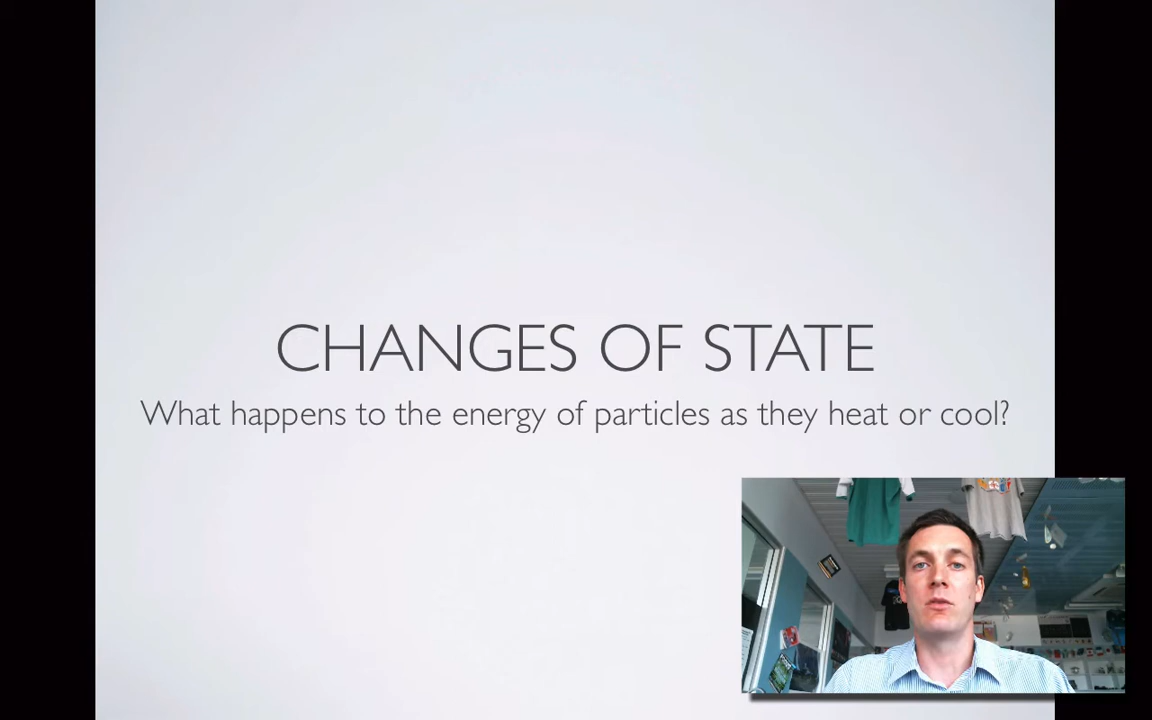 CHANGES OF STATE
What happens to the energy of particles as they heat or cool?